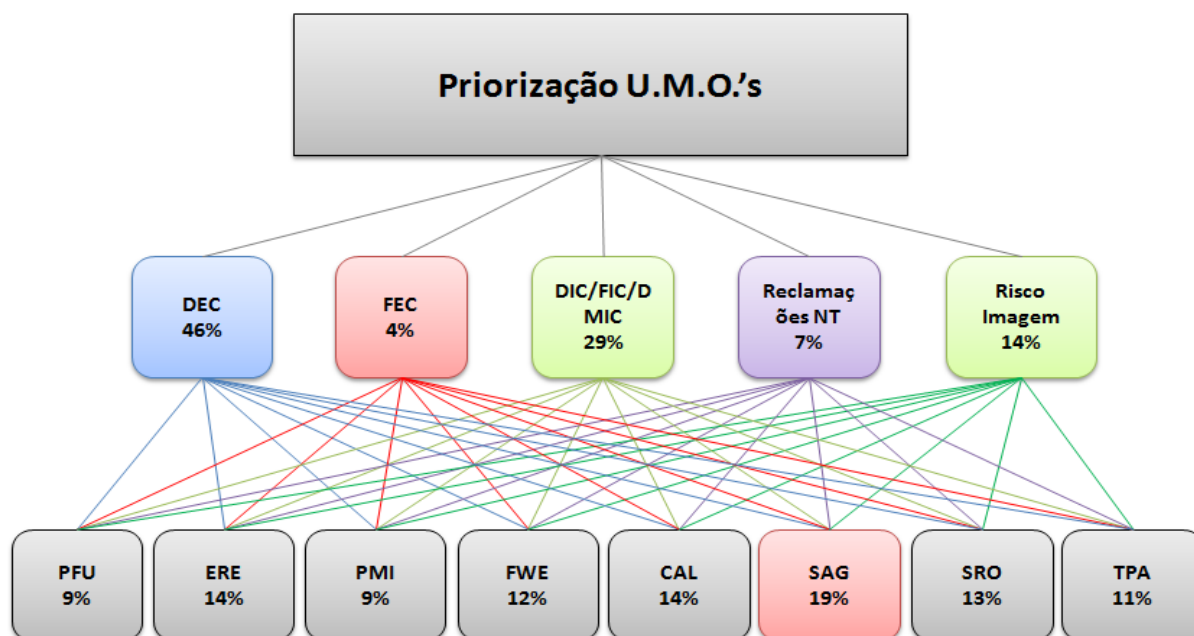 Priorização U.M.O.'s
DEC
46%
FEC
4%
DIC/FIC/D
MIC
29%
Reclamaç
ões NT
7%
Risco
Imagem
14%
PFU
9%
ERE
14%
PMI
9%
FWE
12%
CAL
14%
SAG
19%
SRO
13%
TPA
11%